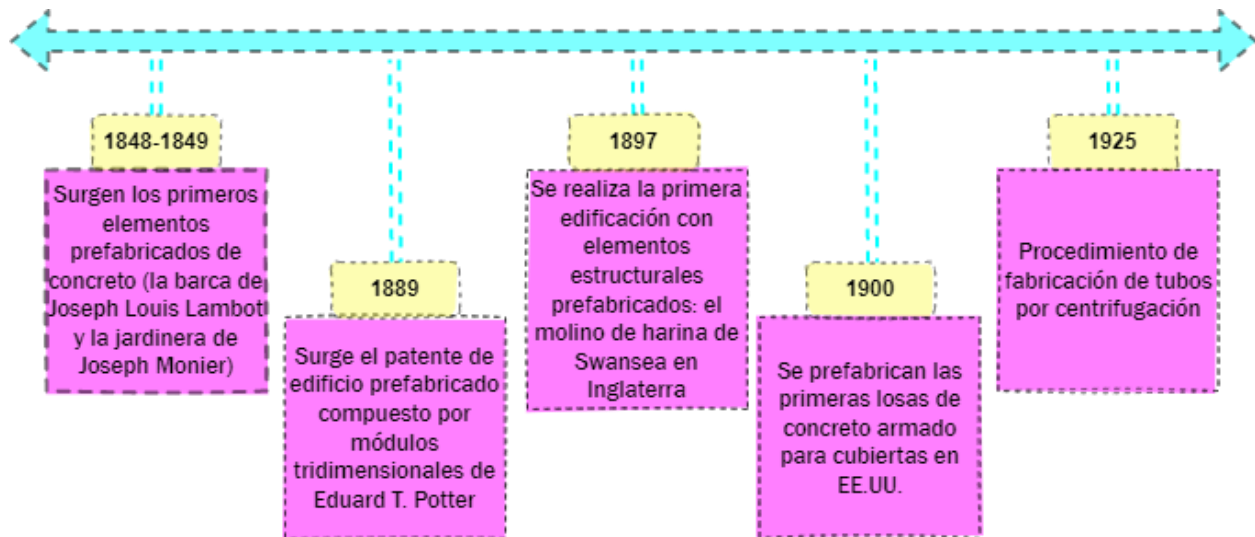 1848-1849
Surgen los primeros
elementos
prefabricados de
concreto (la barca de
Joseph Louis Lambot
y la jardinera de
Joseph Monier)
1889
Surge el patente de
edificio prefabricado
compuesto por
módulos
tridimensionales de
Eduard T. Potter
1897
Se realiza la primera
edificación con
elementos
estructurales
prefabricados: el
molino de harina de
Swansea en
Inglaterra
1900
Se prefabrican las
primeras losas de
concreto armado
para cubiertas en
EE.UU.
1925
Procedimiento de
fabricación de tubos
por centrifugación